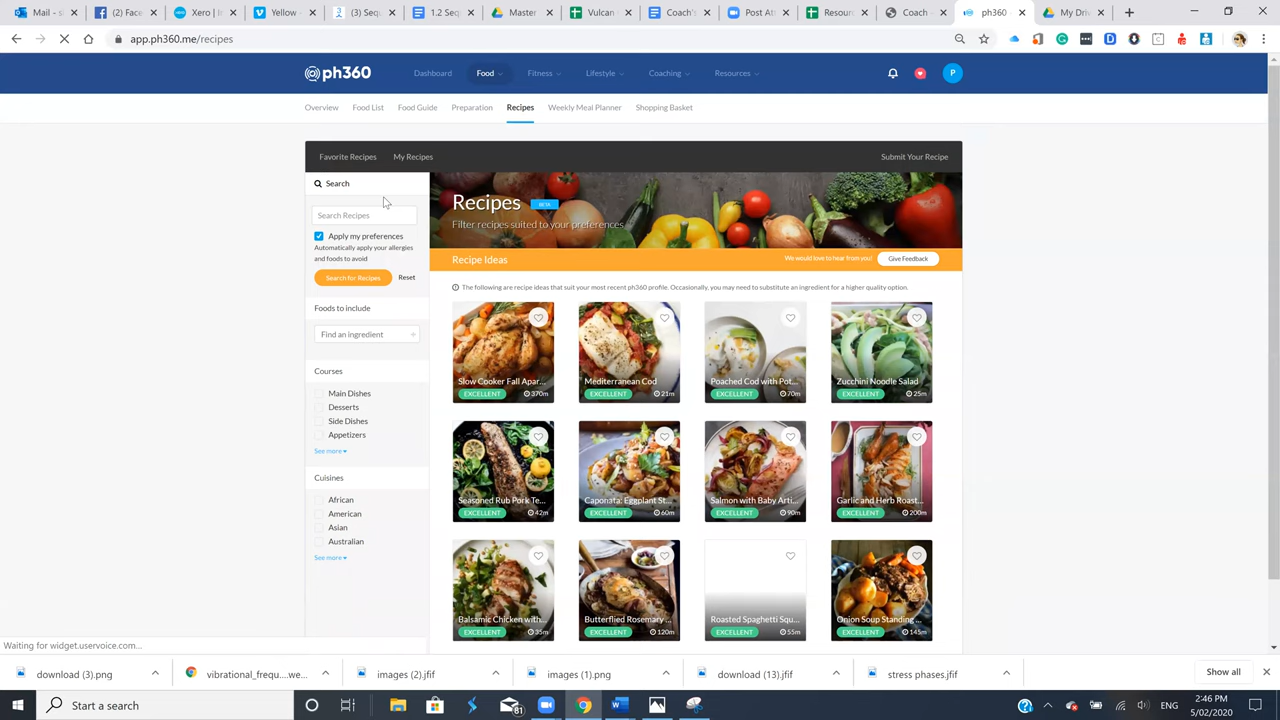 Mail - si
(2) Face
Xero | In
Yellow -
(3) Sequ
1.2 Seq
Masters
Vulcan
Coach's
Post At
Resour
Coach -
ph360
My Driv
app.ph360.me/recipes
ph360
Dashboard
Food
Fitness
Lifestyle
Coaching
Resources
P
Overview
Food List
Food Guide
Preparation
Recipes
Weekly Meal Planner
Shopping Basket
Favorite Recipes
My Recipes
Submit Your Recipe
Search
Search Recipes
Apply my preferences
Automatically apply your allergies
and foods to avoid
Search for Recipes
Reset
Foods to include
Find an ingredient
Courses
Main Dishes
Desserts
Side Dishes
Appetizers
See more
Cuisines
African
American
Asian
Australian
See more
Recipes
BETA
Filter recipes suited to your preferences
Recipe Ideas
We would love to hear from you!
Give Feedback
The following are recipe ideas that suit your most recent ph360 profile. Occasionally, you may need to substitute an ingredient for a higher quality option.
Slow Cooker Fall Apar...
EXCELLENT
370m
Mediterranean Cod
EXCELLENT
21m
Poached Cod with Pot...
EXCELLENT
70m
Zucchini Noodle Salad
EXCELLENT
25m
Seasoned Rub Pork Te...
EXCELLENT
42m
Caponata: Eggplant St...
EXCELLENT
60m
Salmon with Baby Arti...
EXCELLENT
90m
Garlic and Herb Roast...
EXCELLENT
200m
Balsamic Chicken with...
EXCELLENT
35m
Butterflied Rosemary ...
EXCELLENT
120m
Roasted Spaghetti Squ...
EXCELLENT
55m
Onion Soup Standing ...
EXCELLENT
145m
Waiting for widget.uservoice.com...
download (3).png
vibrational_frequ....we...
images (2).jfif
images (1).png
download (13).jfif
stress phases.jfif
Show all
Start a search
81
ENG
2:46 PM
5/02/2020